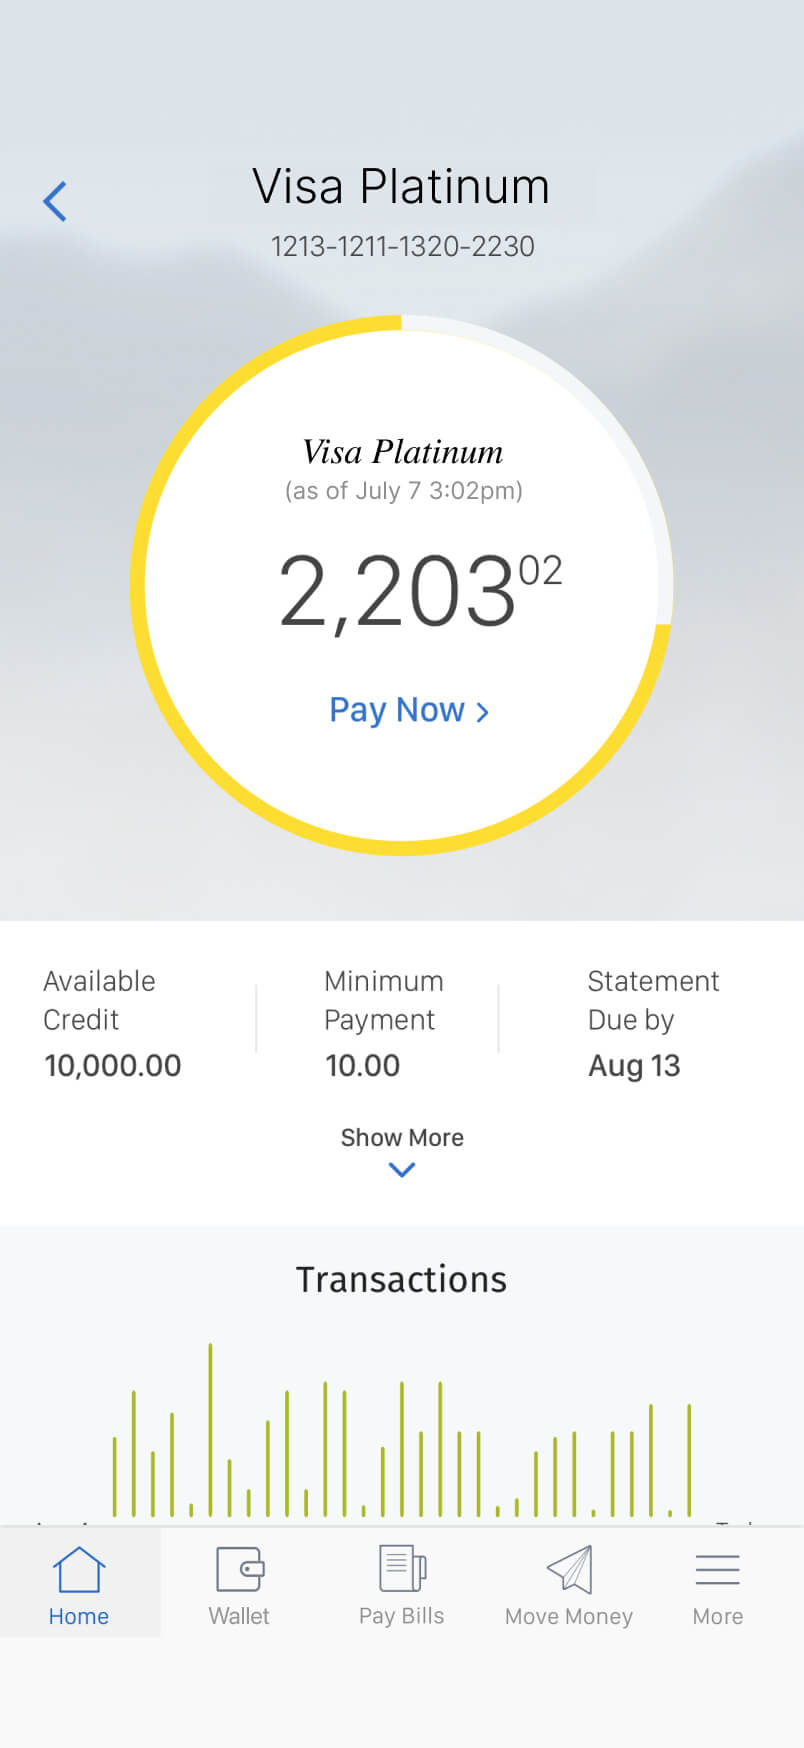 Visa Platinum
1213-1211-1320-2230
Visa Platinum
(as of July 7 3:02pm)
2,20302
Pay Now >
Available Credit
10,000.00
Minimum Payment
10.00
Statement Due by
Aug 13
Show More
Transactions
Home
Wallet
Pay Bills
Move Money
More